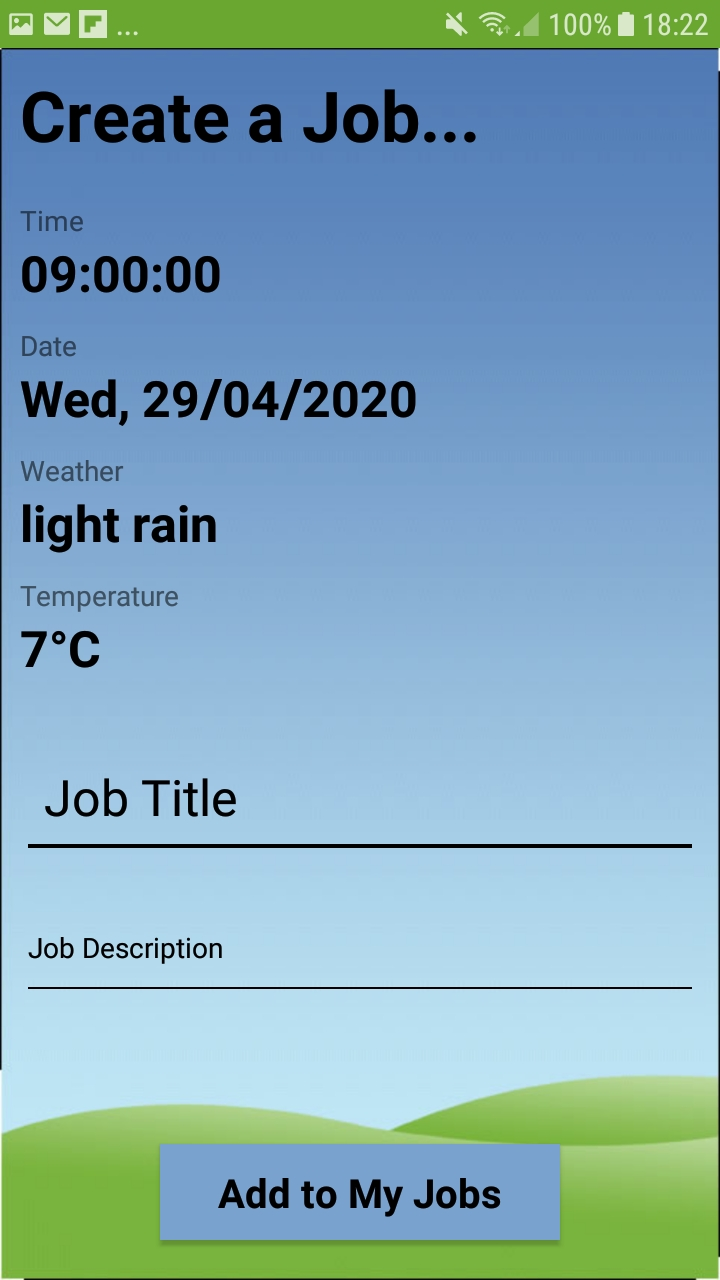 ... 100% 18:22
Create a Job...
Time
09:00:00
Date
Wed, 29/04/2020
Weather
light rain
Temperature
7°C
Job Title
Job Description
Add to My Jobs